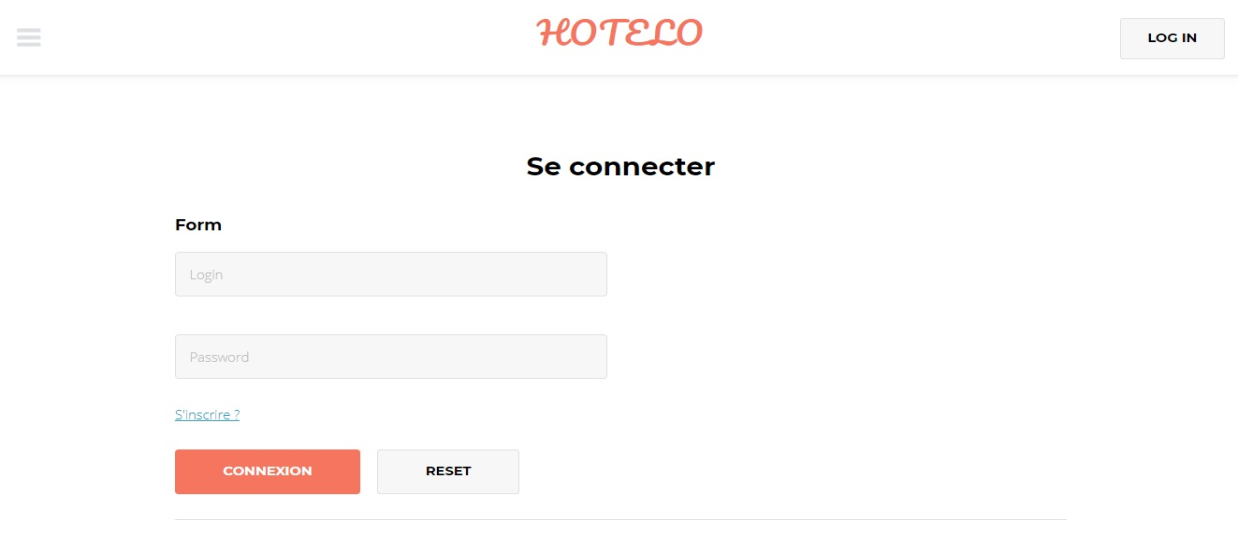 HOTELO
LOG IN
Se connecter
Form
Login
Password
S'inscrire ?
CONNEXION RESET